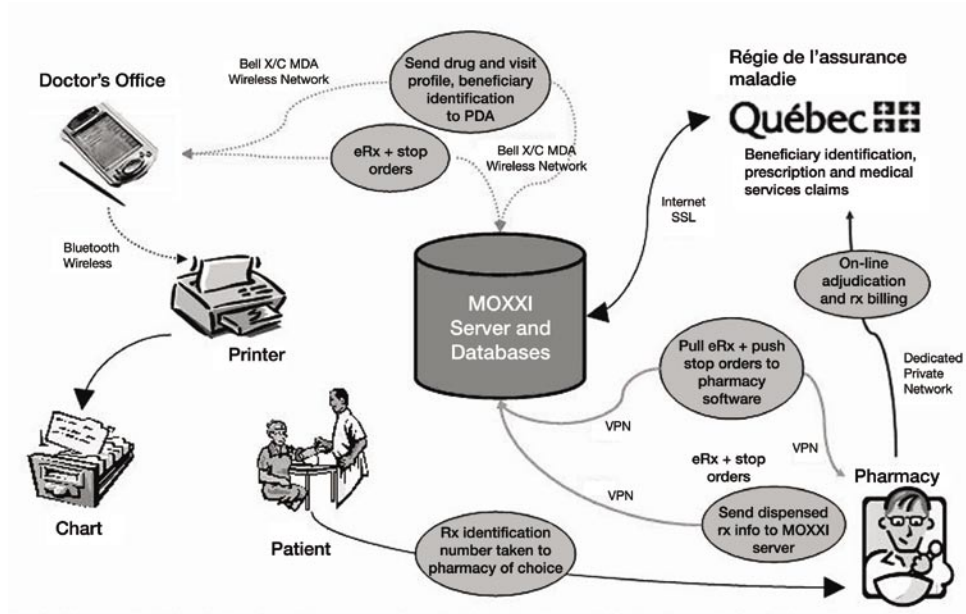 Doctor's Office
Bell X/C MDA
Wireless Network
Send drug and visit
profile, beneficiary
identification
to PDA
eRx + stop
orders
Bell X/C MDA
Wireless Network
Régie de l'assurance
maladie
Québec
Beneficiary identification,
prescription and medical
services claims
Internet
SSL
Bluetooth
Wireless
Printer
MOXXI
Server and
Databases
On-line
adjudication
and rx billing
Dedicated
Private
Network
Pull eRx + push
stop orders to
pharmacy
software
VPN
VPN
eRx + stop
orders
Pharmacy
VPN
Send dispensed
rx info to MOXXI
server
Chart
Patient
Rx identification
number taken to
pharmacy of choice